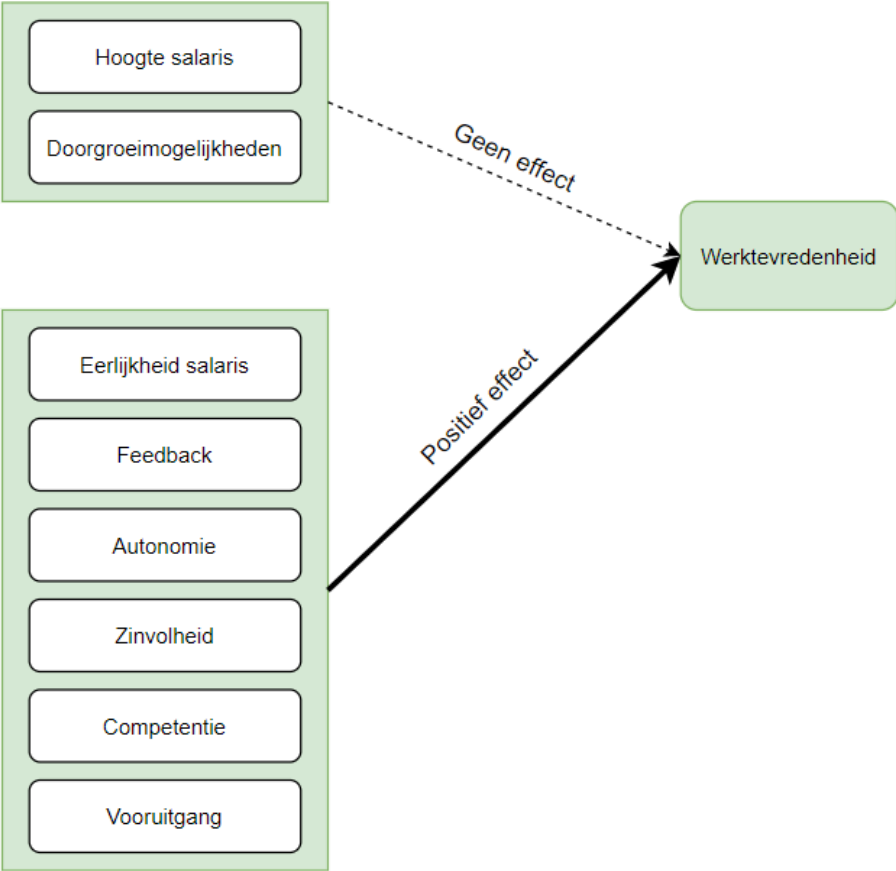 Hoogte salaris
Doorgroeimogelijkheden
Geen effect
Werktevredenheid
Eerlijkheid salaris
Feedback
Autonomie
Zinvolheid
Competentie
Vooruitgang
Positief effect